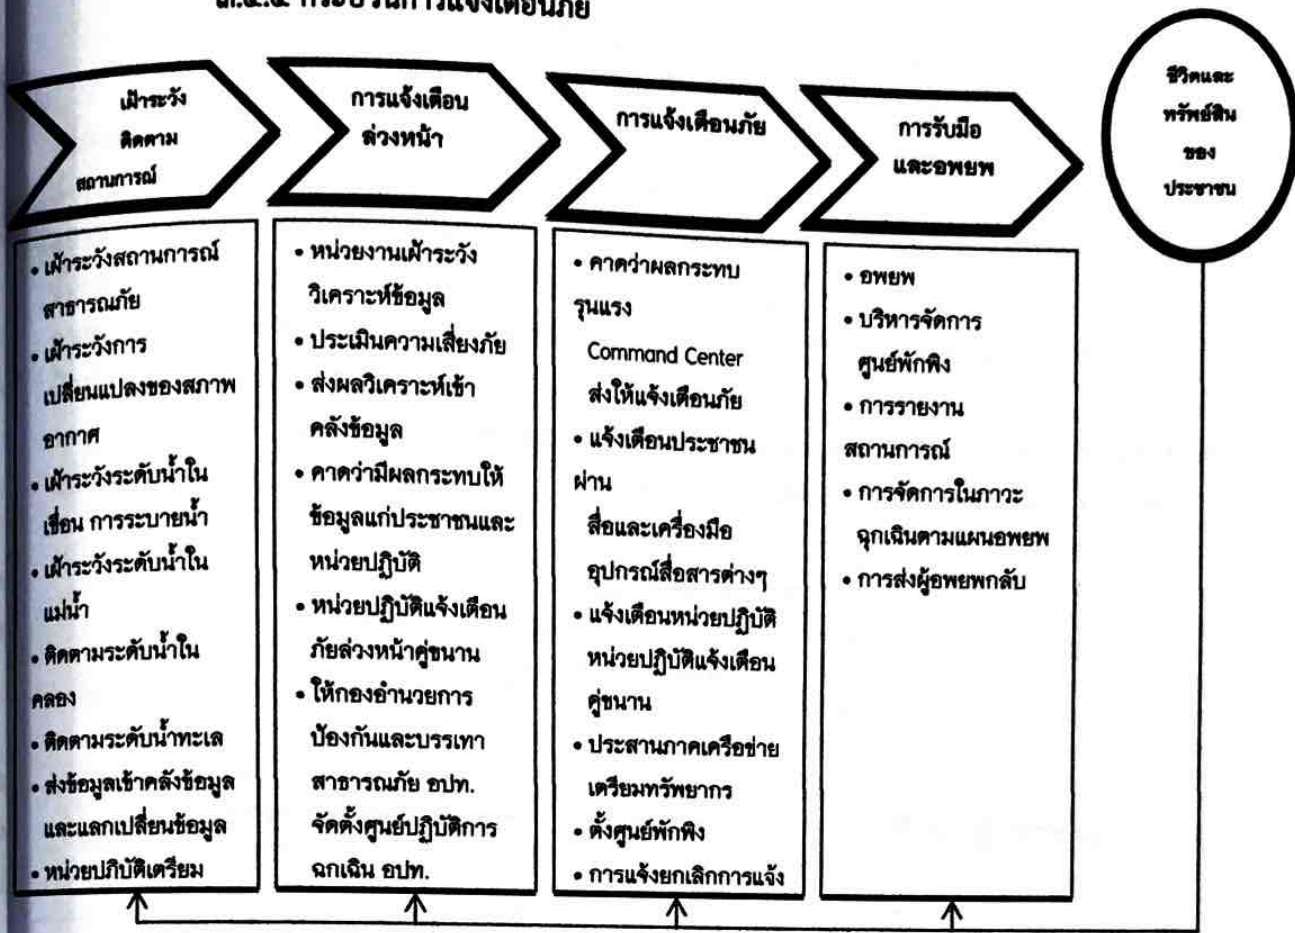 กระบวนการแจ้งเตือนภัย
เฝ้าระวัง
ติดตาม
สถานการณ์
การแจ้งเตือน
ล่วงหน้า
การแจ้งเตือนภัย
การรับมือ
และอพยพ
ชีวิตและ
ทรัพย์สิน
ของ
ประชาชน
• เฝ้าระวังสถานการณ์
สาธารณภัย
• เฝ้าระวังการ
เปลี่ยนแปลงของสภาพ
อากาศ
• เฝ้าระวังระดับน้ำใน
เขื่อน การระบายน้ำ
• เฝ้าระวังระดับน้ำใน
แม่น้ำ
• ติดตามระดับน้ำใน
คลอง
• ติดตามระดับน้ำทะเล
• ส่งข้อมูลเข้าคลังข้อมูล
และแลกเปลี่ยนข้อมูล
• หน่วยปฏิบัติเตรียม
• หน่วยงานเฝ้าระวัง
วิเคราะห์ข้อมูล
• ประเมินความเสี่ยงภัย
• ส่งผลวิเคราะห์เข้า
คลังข้อมูล
• คาดว่ามีผลกระทบให้
ข้อมูลแก่ประชาชนและ
หน่วยปฏิบัติ
• หน่วยปฏิบัติแจ้งเตือน
ภัยล่วงหน้าคู่ขนาน
• ให้กองอำนวยการ
ป้องกันและบรรเทา
สาธารณภัย อปท.
จัดตั้งศูนย์ปฏิบัติการ
ฉุกเฉิน อปท.
• คาดว่าผลกระทบ
รุนแรง
Command Center
ส่งให้แจ้งเตือนภัย
• แจ้งเตือนประชาชน
ผ่าน
สื่อและเครื่องมือ
อุปกรณ์สื่อสารต่างๆ
• แจ้งเตือนหน่วยปฏิบัติ
หน่วยปฏิบัติแจ้งเตือน
คู่ขนาน
• ประสานภาคเครือข่าย
เตรียมทรัพยากร
• ตั้งศูนย์พักพิง
• การแจ้งยกเลิกการแจ้ง
• อพยพ
• บริหารจัดการ
ศูนย์พักพิง
• การรายงาน
สถานการณ์
• การจัดการในภาวะ
ฉุกเฉินตามแผนอพยพ
• การส่งผู้อพยพกลับ